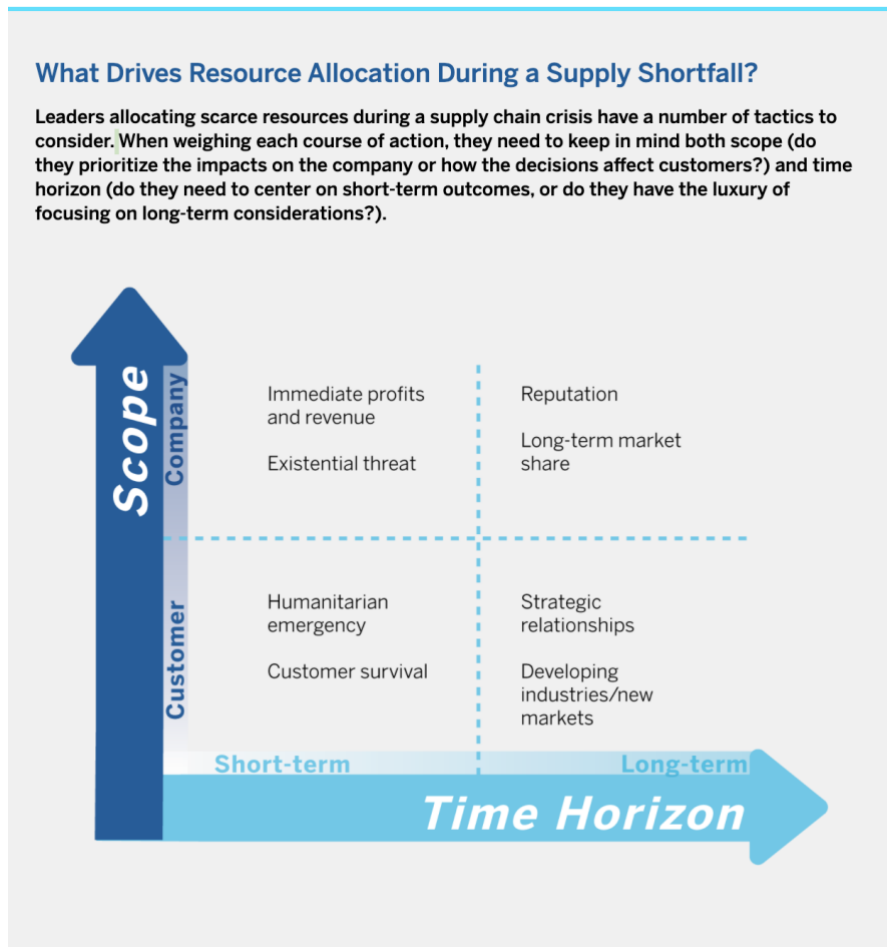 What Drives Resource Allocation During a Supply Shortfall?
Leaders allocating scarce resources during a supply chain crisis have a number of tactics to
consider. When weighing each course of action, they need to keep in mind both scope (do
they prioritize the impacts on the company or how the decisions affect customers?) and time
horizon (do they need to center on short-term outcomes, or do they have the luxury of
focusing on long-term considerations?).
Scope
Company
Immediate profits
and revenue
Existential threat
Reputation
Long-term market
share
Customer
Humanitarian
emergency
Customer survival
Strategic
relationships
Developing
industries/new
markets
Short-term
Long-term
Time Horizon